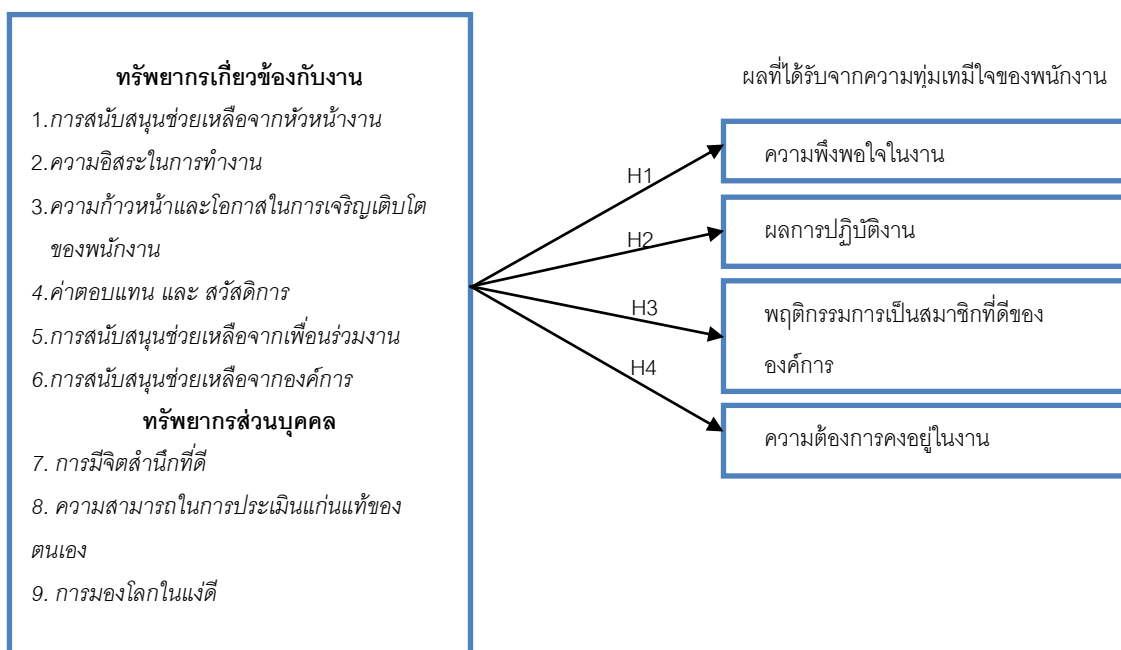 ทรัพยากรเกี่ยวข้องกับงาน
1.การสนับสนุนช่วยเหลือจากหัวหน้างาน
2.ความอิสระในการทำงาน
3.ความก้าวหน้าและโอกาสในการเจริญเติบโต
ของพนักงาน
4.ค่าตอบแทน และ สวัสดิการ
5.การสนับสนุนช่วยเหลือจากเพื่อนร่วมงาน
6.การสนับสนุนช่วยเหลือจากองค์การ
ทรัพยากรส่วนบุคคล
7. การมีจิตสำนึกที่ดี
8. ความสามารถในการประเมินแก่นแท้ของ
ตนเอง
9. การมองโลกในแง่ดี
H1
H2
H3
H4
ผลที่ได้รับจากความทุ่มเทมีใจของพนักงาน
ความพึงพอใจในงาน
ผลการปฏิบัติงาน
พฤติกรรมการเป็นสมาชิกที่ดีของ
องค์การ
ความต้องการคงอยู่ในงาน